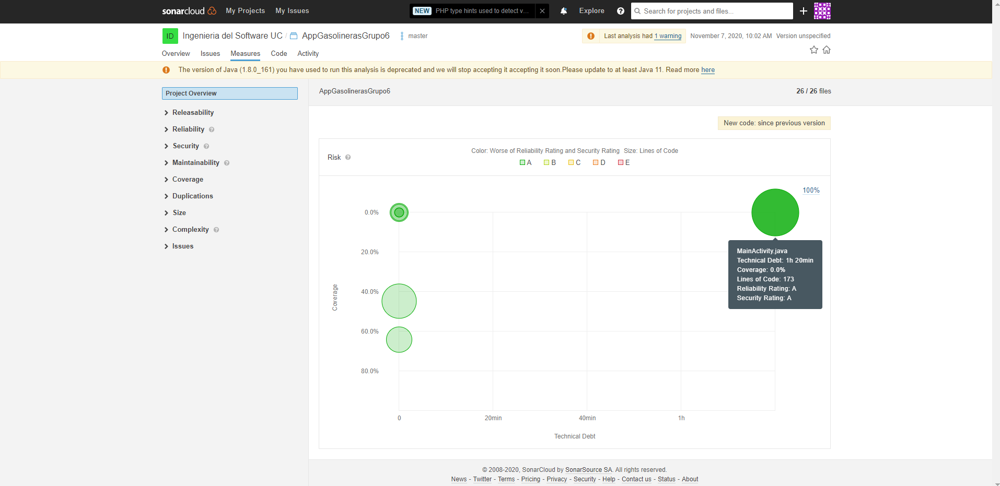 sonarcloud My Projects My Issues NEW PHP type hints used to detect v... Explore Search for projects and files...
ID Ingenieria del Software UC / AppGasolinerasGrupo6 master Last analysis had 1 warning November 7, 2020, 10:02 AM Version unspecified
Overview Issues Measures Code Activity
The version of Java (1.8.0_161) you have used to run this analysis is deprecated and we will stop accepting it accepting it soon.Please update to at least Java 11. Read more here
Project Overview
Releasability
Reliability ?
Security ?
Maintainability ?
Coverage
Duplications
Size
Complexity ?
Issues
AppGasolinerasGrupo6 26 / 26 files
New code: since previous version
Risk ?
Color: Worse of Reliability Rating and Security Rating Size: Lines of Code
A B C D E
100%
0.0%
20.0%
40.0%
60.0%
80.0%
Coverage
MainActivity.java
Technical Debt: 1h 20min
Coverage: 0.0%
Lines of Code: 173
Reliability Rating: A
Security Rating: A
0 20min 40min 1h
Technical Debt
© 2008-2020, SonarCloud by SonarSource SA. All rights reserved.
News - Twitter - Terms - Pricing - Privacy - Security - Help - Contact us - Status - About